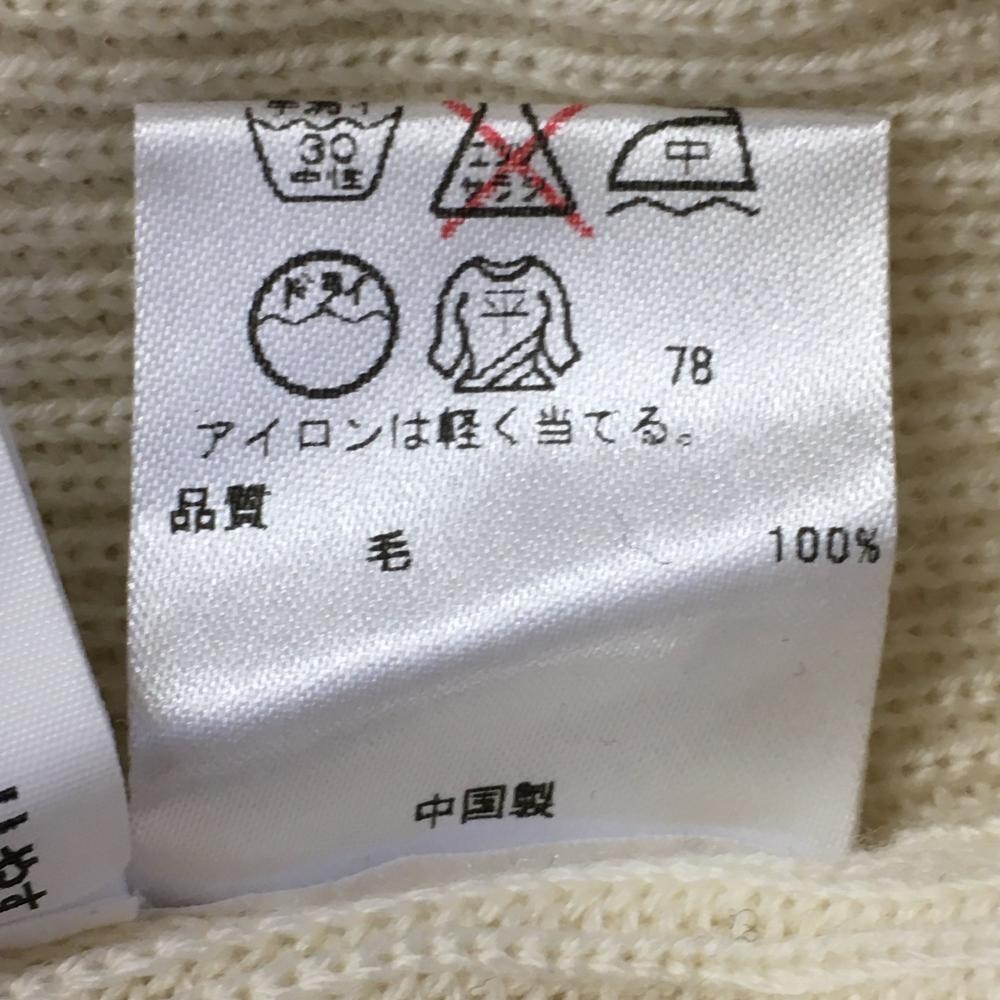 30 中
中性
ドライ
平
78
アイロンは軽く当てる。
品質
毛 100%
中国製